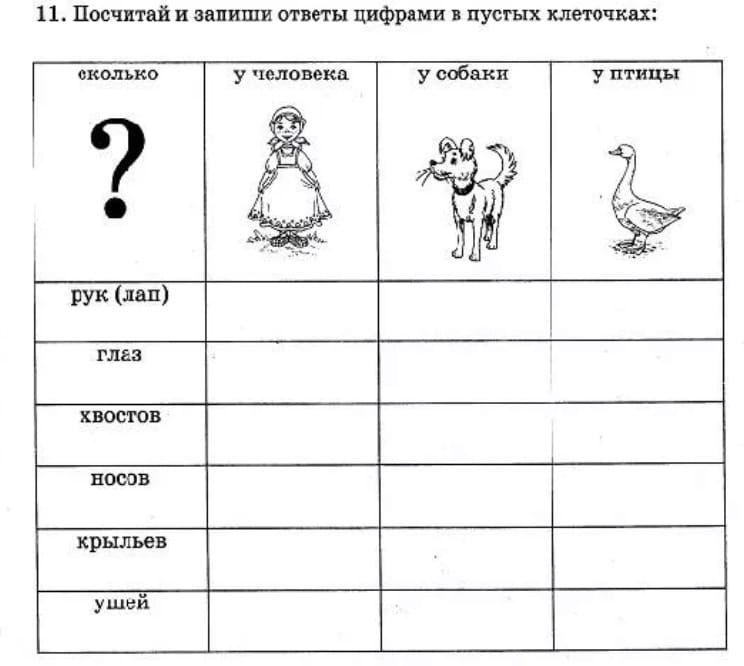 11. Посчитай и запиши ответы цифрами в пустых клеточках:
сколько у человека у собаки у птицы
?
рук (лап)
глаз
хвостов
носов
крыльев
ушей